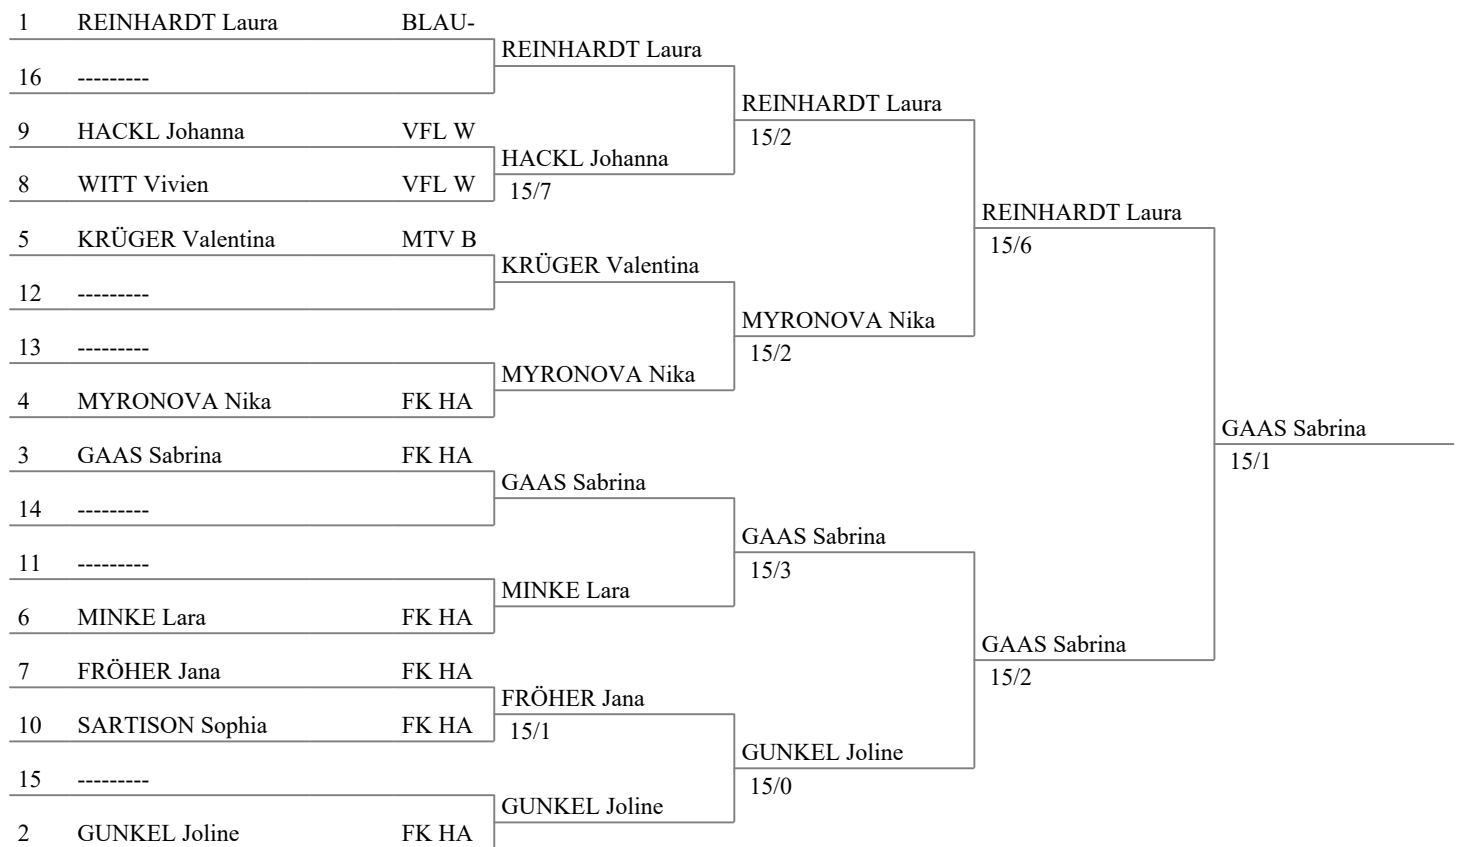 1 REINHARDT Laura BLAU-
REINHARDT Laura
16 ---------
REINHARDT Laura
9 HACKL Johanna VFL W
15/2
HACKL Johanna
8 WITT Vivien VFL W
15/7
REINHARDT Laura
5 KRÜGER Valentina MTV B
15/6
KRÜGER Valentina
12 ---------
MYRONOVA Nika
13 ---------
15/2
MYRONOVA Nika
4 MYRONOVA Nika FK HA
GAAS Sabrina
3 GAAS Sabrina FK HA
15/1
GAAS Sabrina
14 ---------
GAAS Sabrina
11 ---------
15/3
MINKE Lara
6 MINKE Lara FK HA
GAAS Sabrina
7 FRÖHER Jana FK HA
15/2
FRÖHER Jana
10 SARTISON Sophia FK HA
15/1
GUNKEL Joline
15 ---------
15/0
GUNKEL Joline
2 GUNKEL Joline FK HA